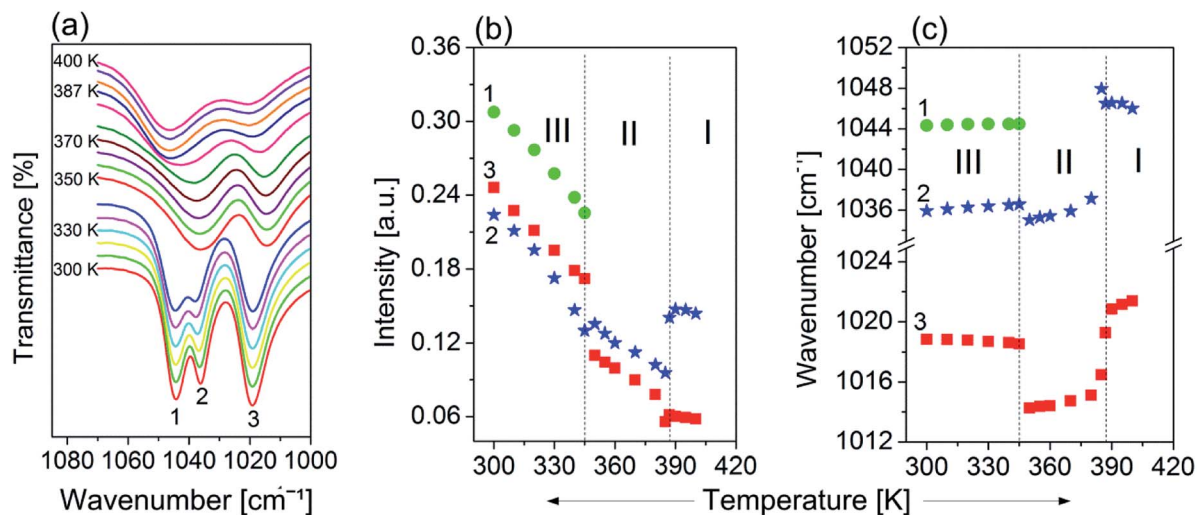 (a)
400 K
387 K
370 K
350 K
330 K
300 K
1
2
3
1080 1060 1040 1020 1000
Wavenumber [cm⁻¹]
Transmittance [%]
(b)
0.36
0.30
0.24
0.18
0.12
0.06
Intensity [a.u.]
1
3
2
III
II
I
300 330 360 390 420
(c)
1052
1048
1044
1040
1036
1024
1020
1016
1012
Wavenumber [cm⁻¹]
1
2
3
III
II
I
300 330 360 390 420
Temperature [K]